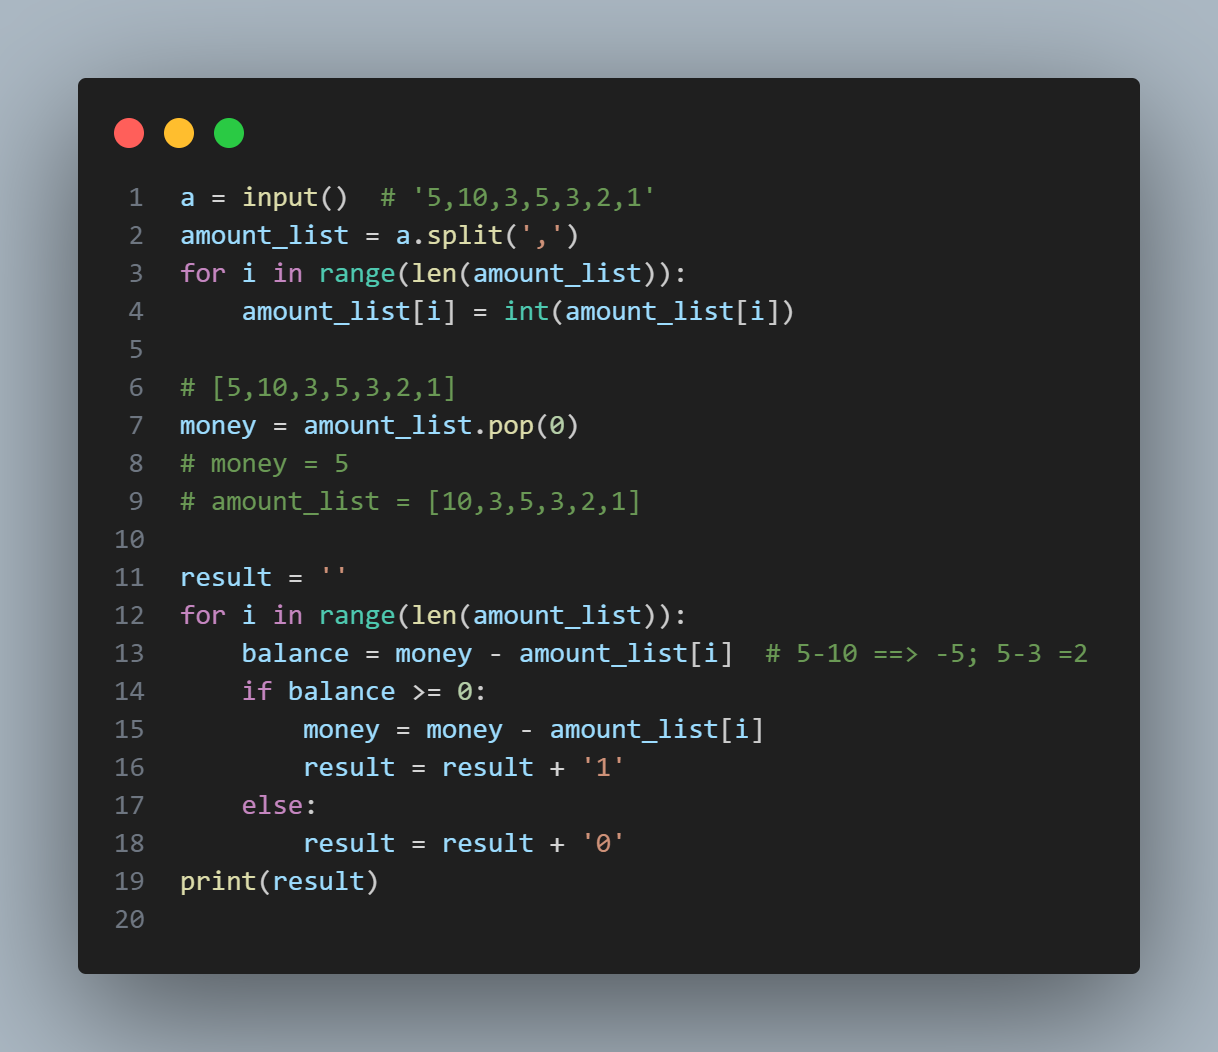 1 a = input()  # '5,10,3,5,3,2,1'
2 amount_list = a.split(',')
3 for i in range(len(amount_list)):
4     amount_list[i] = int(amount_list[i])
5
6 # [5,10,3,5,3,2,1]
7 money = amount_list.pop(0)
8 # money = 5
9 # amount_list = [10,3,5,3,2,1]
10
11 result = ''
12 for i in range(len(amount_list)):
13     balance = money - amount_list[i]  # 5-10 ==> -5; 5-3 =2
14     if balance >= 0:
15         money = money - amount_list[i]
16         result = result + '1'
17     else:
18         result = result + '0'
19 print(result)
20